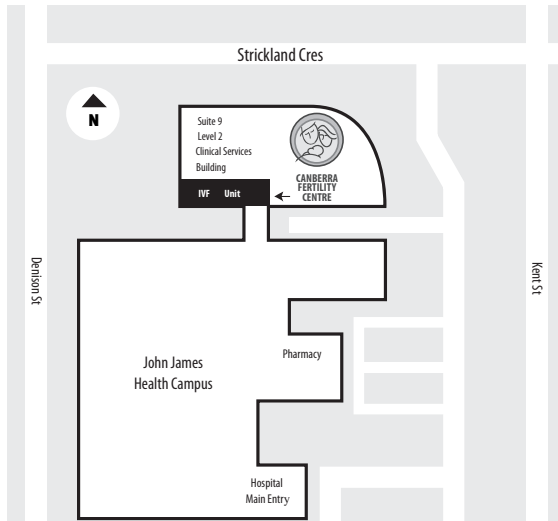 Strickland Cres
N
Suite 9
Level 2
Clinical Services
Building
IVF Unit
CANBERRA
FERTILITY
CENTRE
Denison St
Kent St
John James
Health Campus
Pharmacy
Hospital
Main Entry